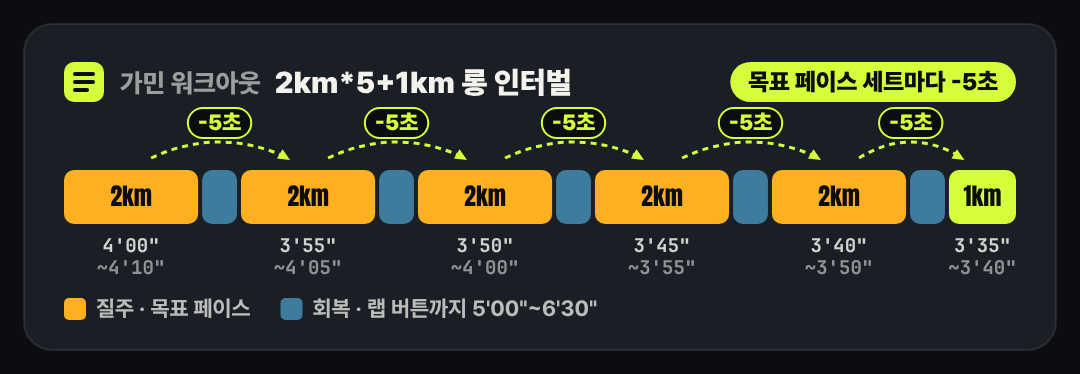 가민 워크아웃 2km*5+1km 롱 인터벌 목표 페이스 세트마다 -5초
-5초 -5초 -5초 -5초 -5초
2km 2km 2km 2km 2km 1km
4'00" 3'55" 3'50" 3'45" 3'40" 3'35"
~4'10" ~4'05" ~4'00" ~3'55" ~3'50" ~3'40"
질주 · 목표 페이스 회복 · 랩 버튼까지 5'00"~6'30"